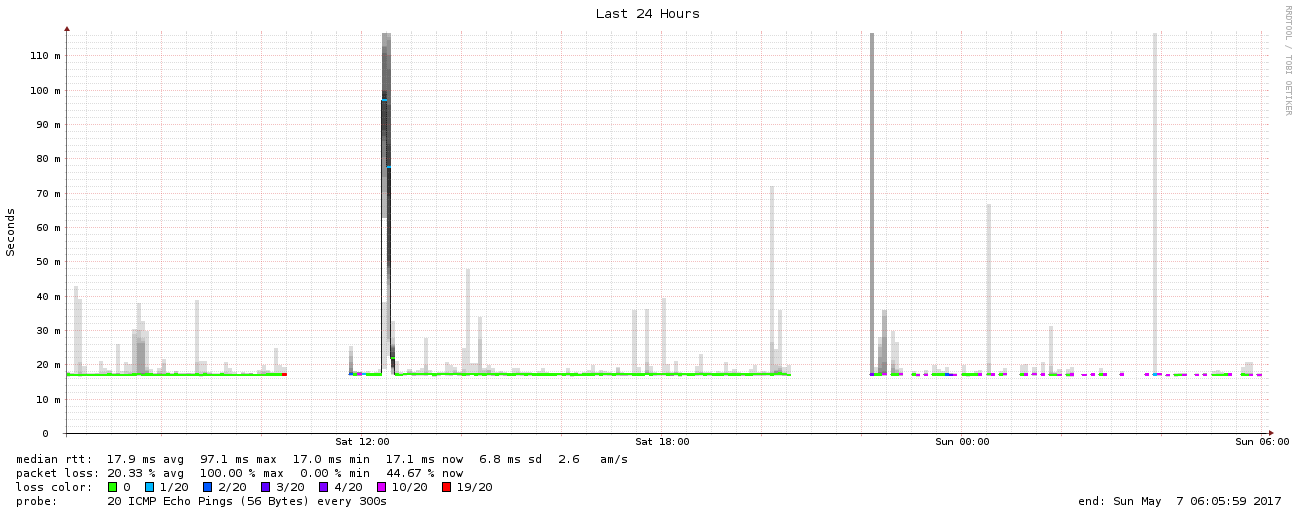 Last 24 Hours
RRDTOOL / TOBI OETIKER
Seconds
110 m
100 m
90 m
80 m
70 m
60 m
50 m
40 m
30 m
20 m
10 m
0
Sat 12:00 Sat 18:00 Sun 00:00 Sun 06:00
median rtt: 17.9 ms avg 97.1 ms max 17.0 ms min 17.1 ms now 6.8 ms sd 2.6 am/s
packet loss: 20.33 % avg 100.00 % max 0.00 % min 44.67 % now
loss color: 0 1/20 2/20 3/20 4/20 10/20 19/20
probe: 20 ICMP Echo Pings (56 Bytes) every 300s end: Sun May 7 06:05:59 2017